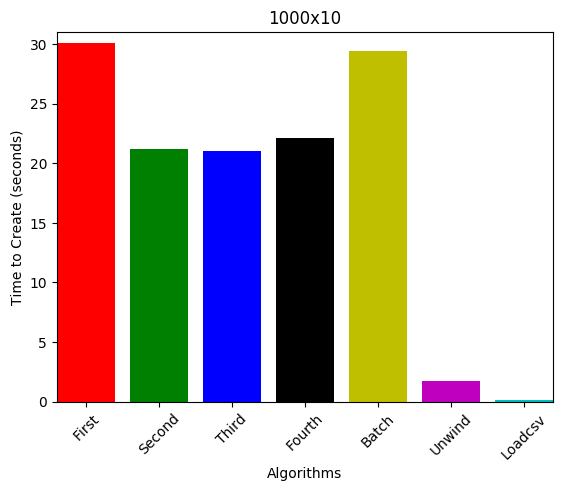 1000x10
Time to Create (seconds)
30
25
20
15
10
5
0
First
Second
Third
Fourth
Batch
Unwind
Loadcsv
Algorithms